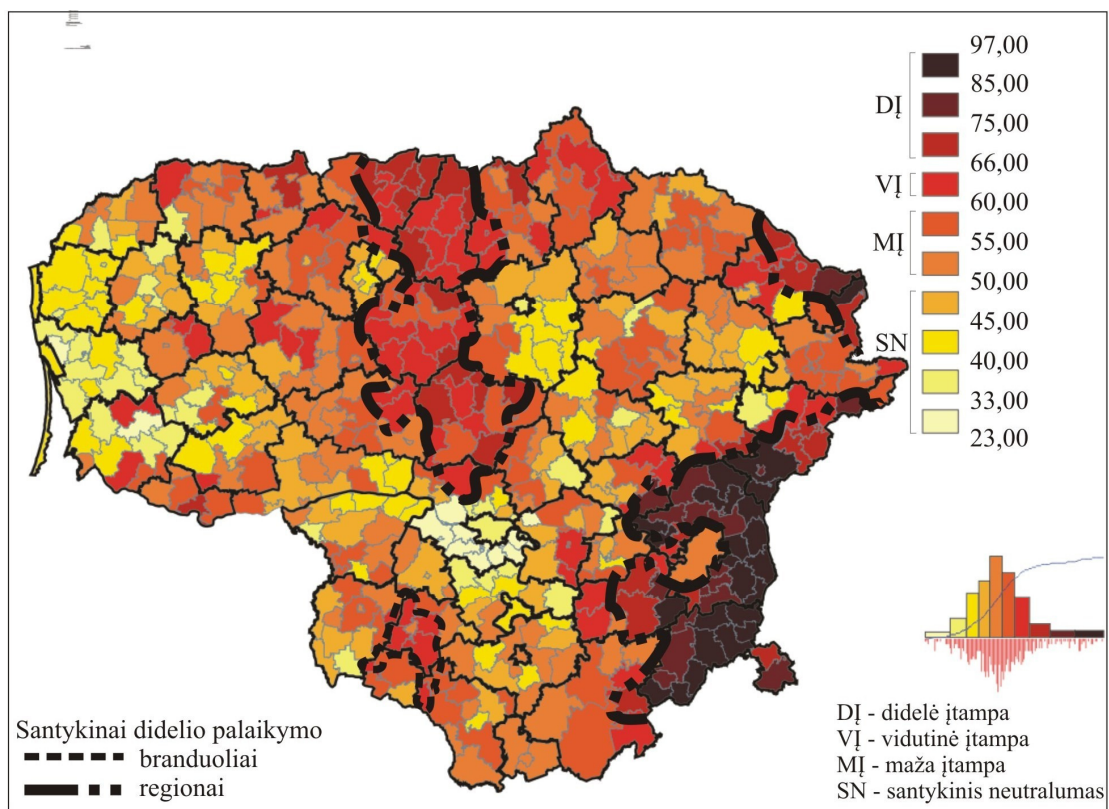 97,00
85,00
DĮ
75,00
66,00
VĮ
60,00
MĮ
55,00
50,00
45,00
SN
40,00
33,00
23,00
Santykinai didelio palaikymo
branduoliai
regionai
DĮ - didelė įtampa
VĮ - vidutinė įtampa
MĮ - maža įtampa
SN - santykinis neutralumas